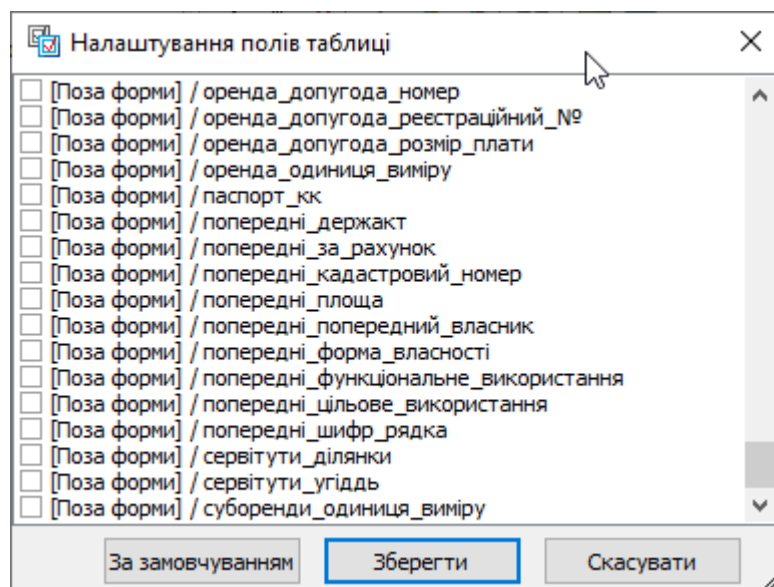 Налаштування полів таблиці
[Поза форми] / оренда_допугода_номер
[Поза форми] / оренда_допугода_реєстраційний_№
[Поза форми] / оренда_допугода_розмір_плати
[Поза форми] / оренда_одиниця_виміру
[Поза форми] / паспорт_кк
[Поза форми] / попередні_держакт
[Поза форми] / попередні_за_рахунок
[Поза форми] / попередні_кадастровий_номер
[Поза форми] / попередні_площа
[Поза форми] / попередні_попередний_власник
[Поза форми] / попередні_форма_власності
[Поза форми] / попередні_функціональне_використання
[Поза форми] / попередні_цільове_використання
[Поза форми] / попередні_шифр_рядка
[Поза форми] / сервітути_ділянки
[Поза форми] / сервітути_угіддь
[Поза форми] / суборенди_одиниця_виміру
За замовчуванням Зберегти Скасувати